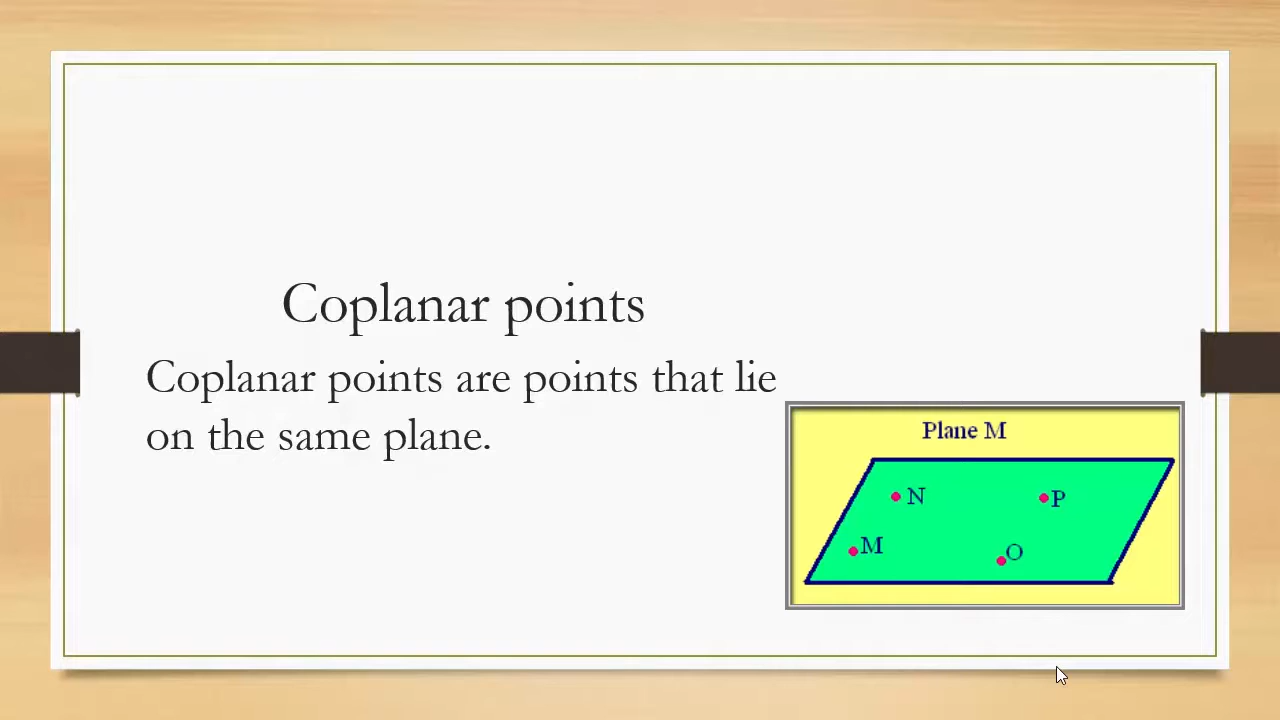 Coplanar points
Coplanar points are points that lie
on the same plane.
Plane M
N
P
M
O